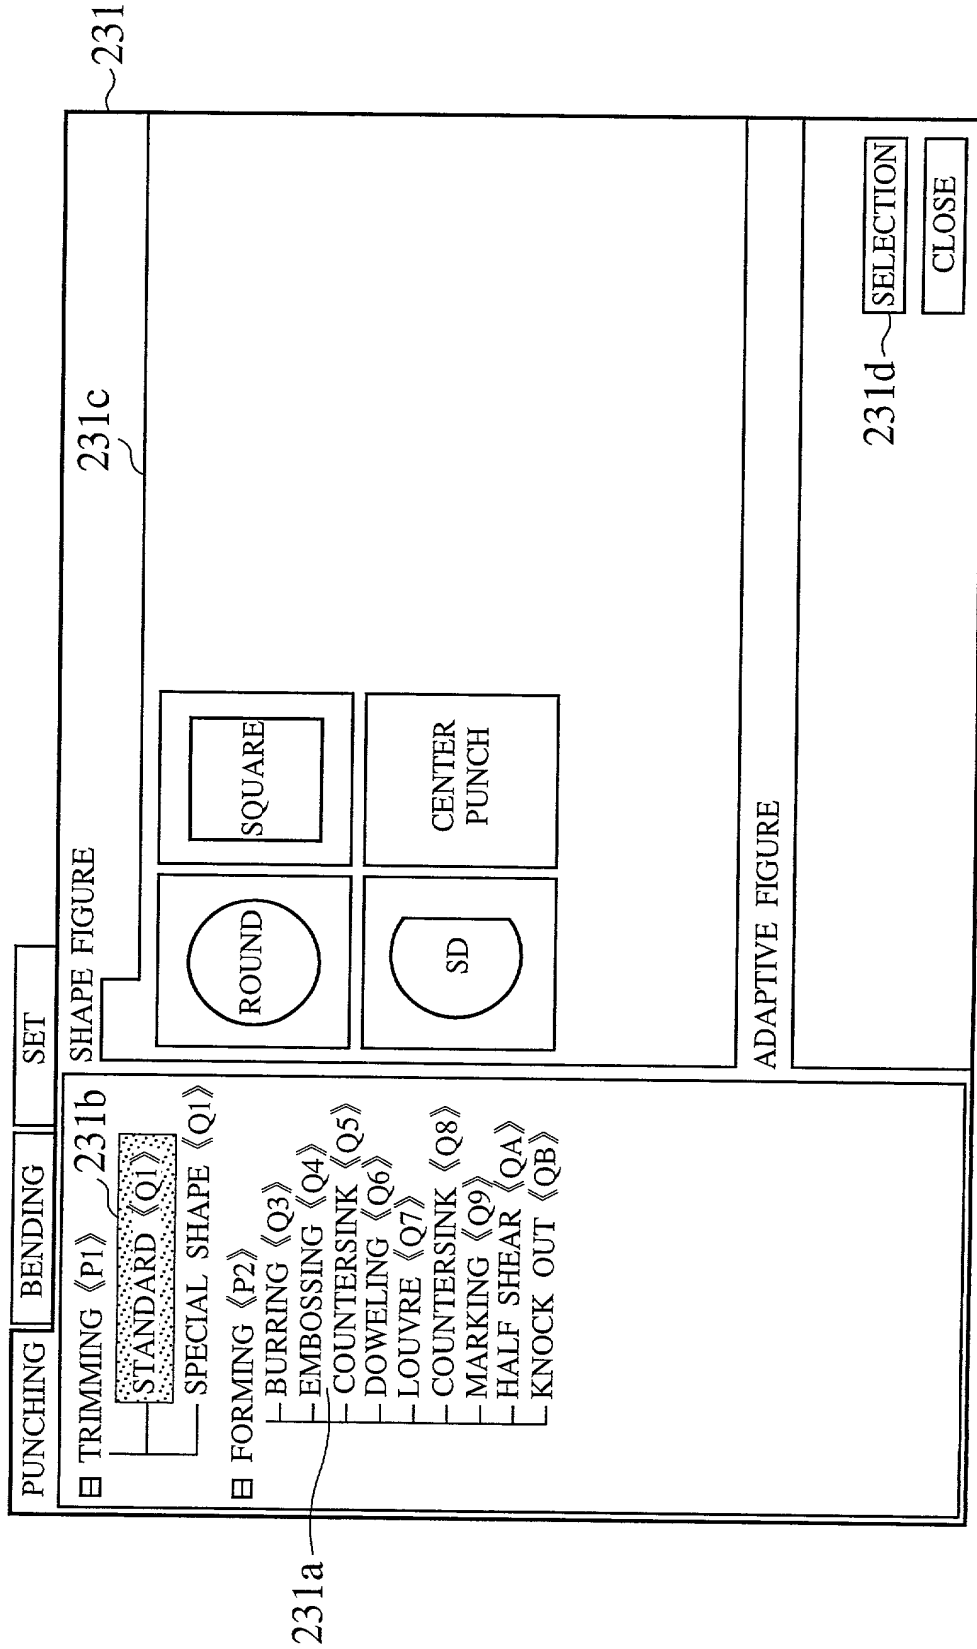 231
PUNCHING
BENDING
SET
TRIMMING《P1》
231b
STANDARD《Q1》
SPECIAL SHAPE《Q1》
FORMING《P2》
BURRING《Q3》
EMBOSSING《Q4》
COUNTERSINK《Q5》
DOWELING《Q6》
LOUVRE《Q7》
COUNTERSINK《Q8》
MARKING《Q9》
HALF SHEAR《QA》
KNOCK OUT《QB》
231a
SHAPE FIGURE
231c
ROUND
SQUARE
SD
CENTER
PUNCH
ADAPTIVE FIGURE
231d
SELECTION
CLOSE